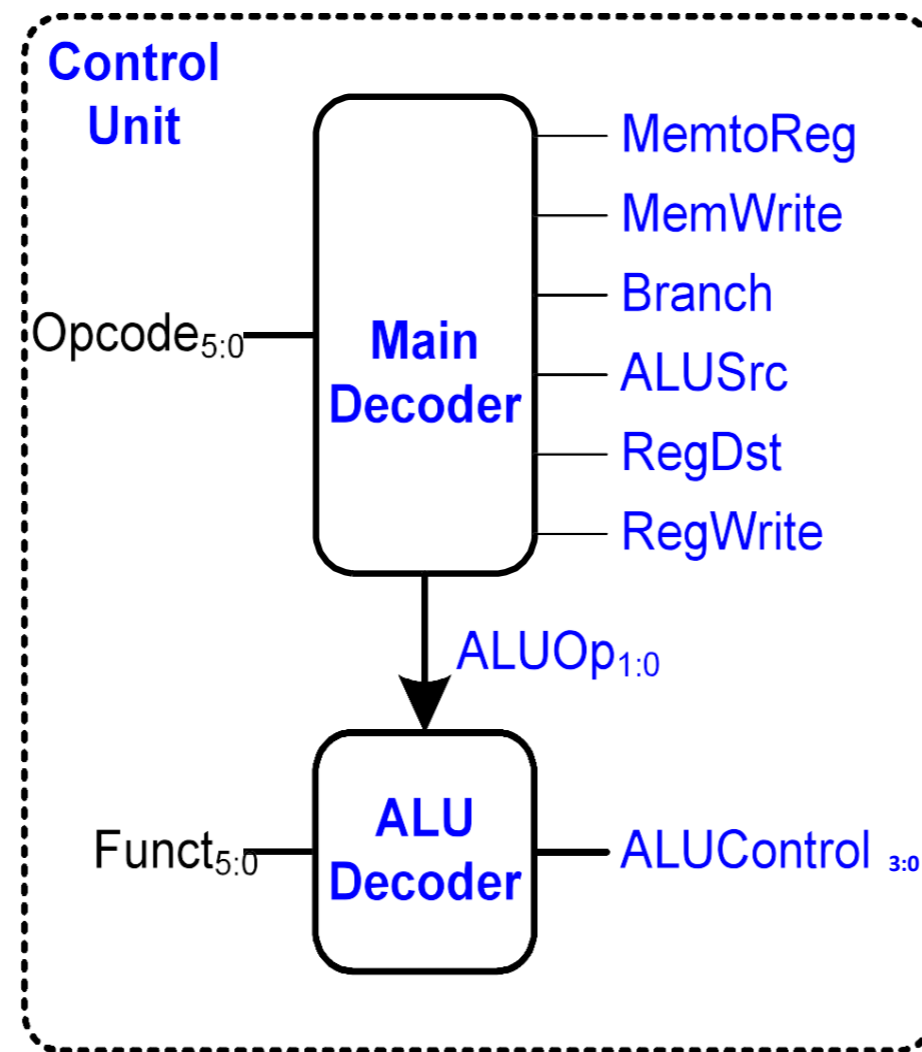 Control
Unit
MemtoReg
MemWrite
Branch
Opcode5:0
Main
Decoder
ALUSrc
RegDst
RegWrite
ALUOp1:0
Funct5:0
ALU
Decoder
ALUControl 3:0